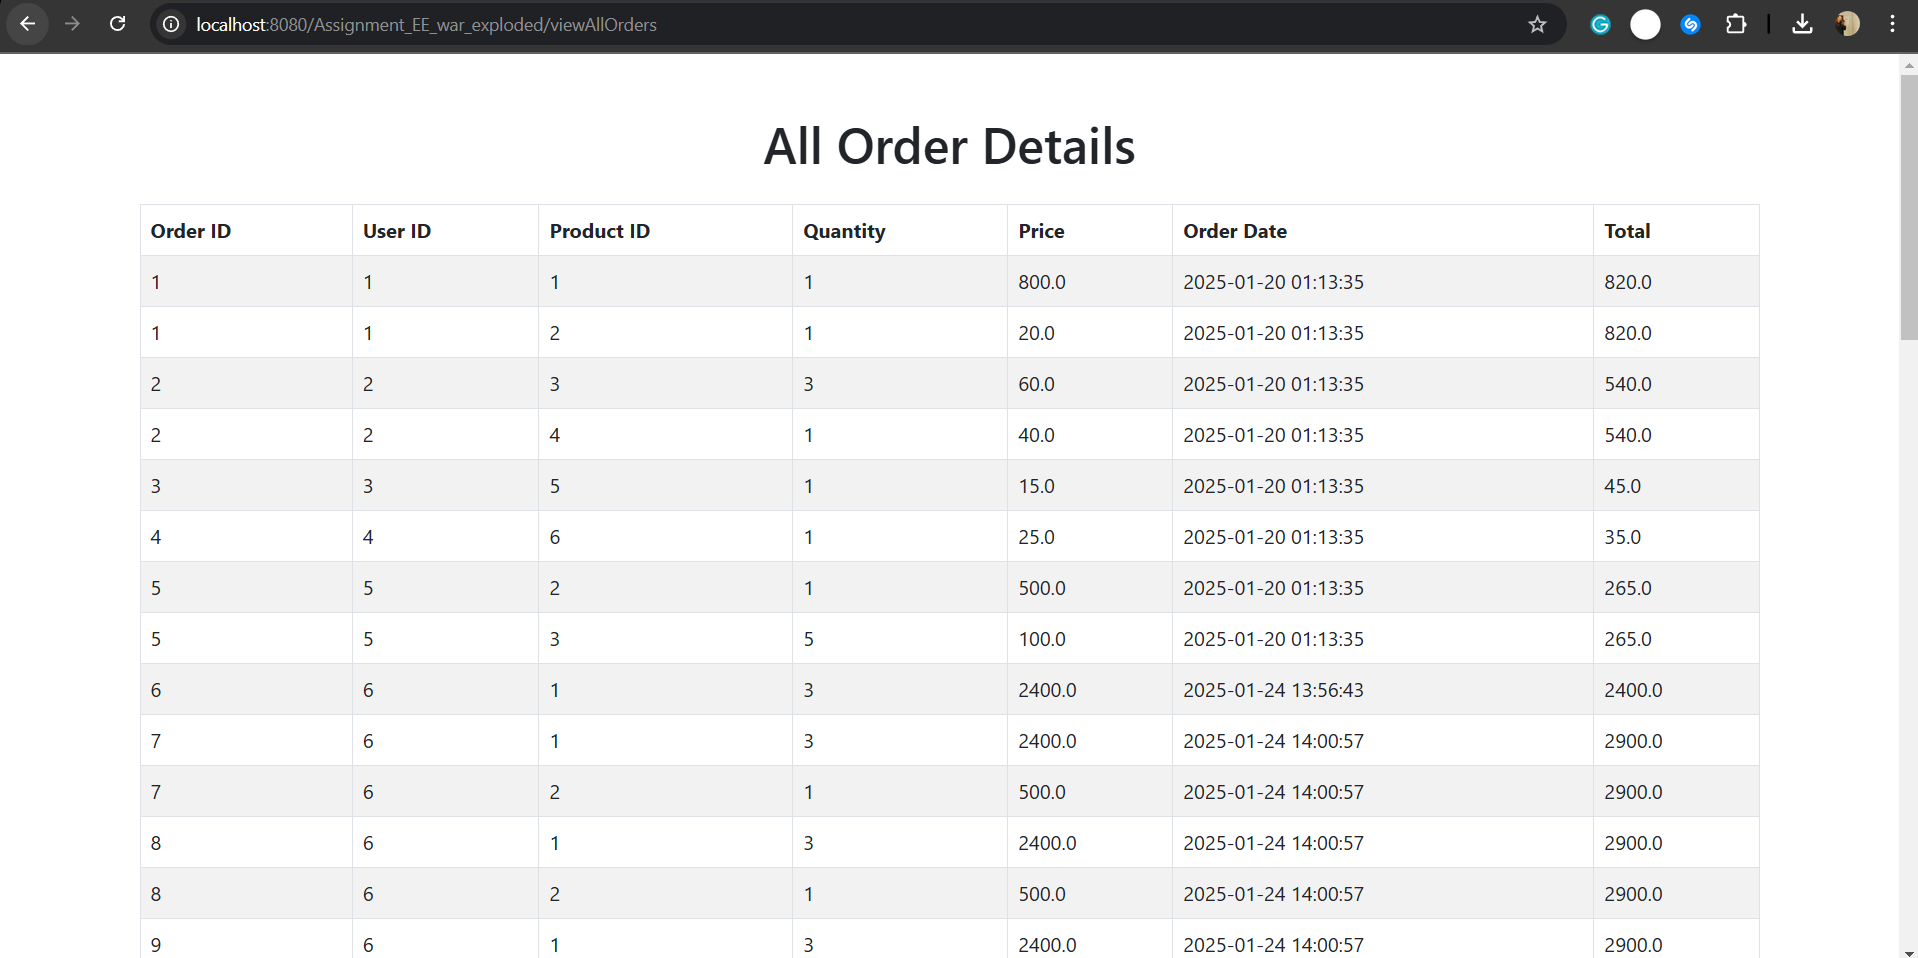 localhost:8080/Assignment_EE_war_exploded/viewAllOrders
All Order Details
Order ID User ID Product ID Quantity Price Order Date Total
1 1 1 1 800.0 2025-01-20 01:13:35 820.0
1 1 2 1 20.0 2025-01-20 01:13:35 820.0
2 2 3 3 60.0 2025-01-20 01:13:35 540.0
2 2 4 1 40.0 2025-01-20 01:13:35 540.0
3 3 5 1 15.0 2025-01-20 01:13:35 45.0
4 4 6 1 25.0 2025-01-20 01:13:35 35.0
5 5 2 1 500.0 2025-01-20 01:13:35 265.0
5 5 3 5 100.0 2025-01-20 01:13:35 265.0
6 6 1 3 2400.0 2025-01-24 13:56:43 2400.0
7 6 1 3 2400.0 2025-01-24 14:00:57 2900.0
7 6 2 1 500.0 2025-01-24 14:00:57 2900.0
8 6 1 3 2400.0 2025-01-24 14:00:57 2900.0
8 6 2 1 500.0 2025-01-24 14:00:57 2900.0
9 6 1 3 2400.0 2025-01-24 14:00:57 2900.0